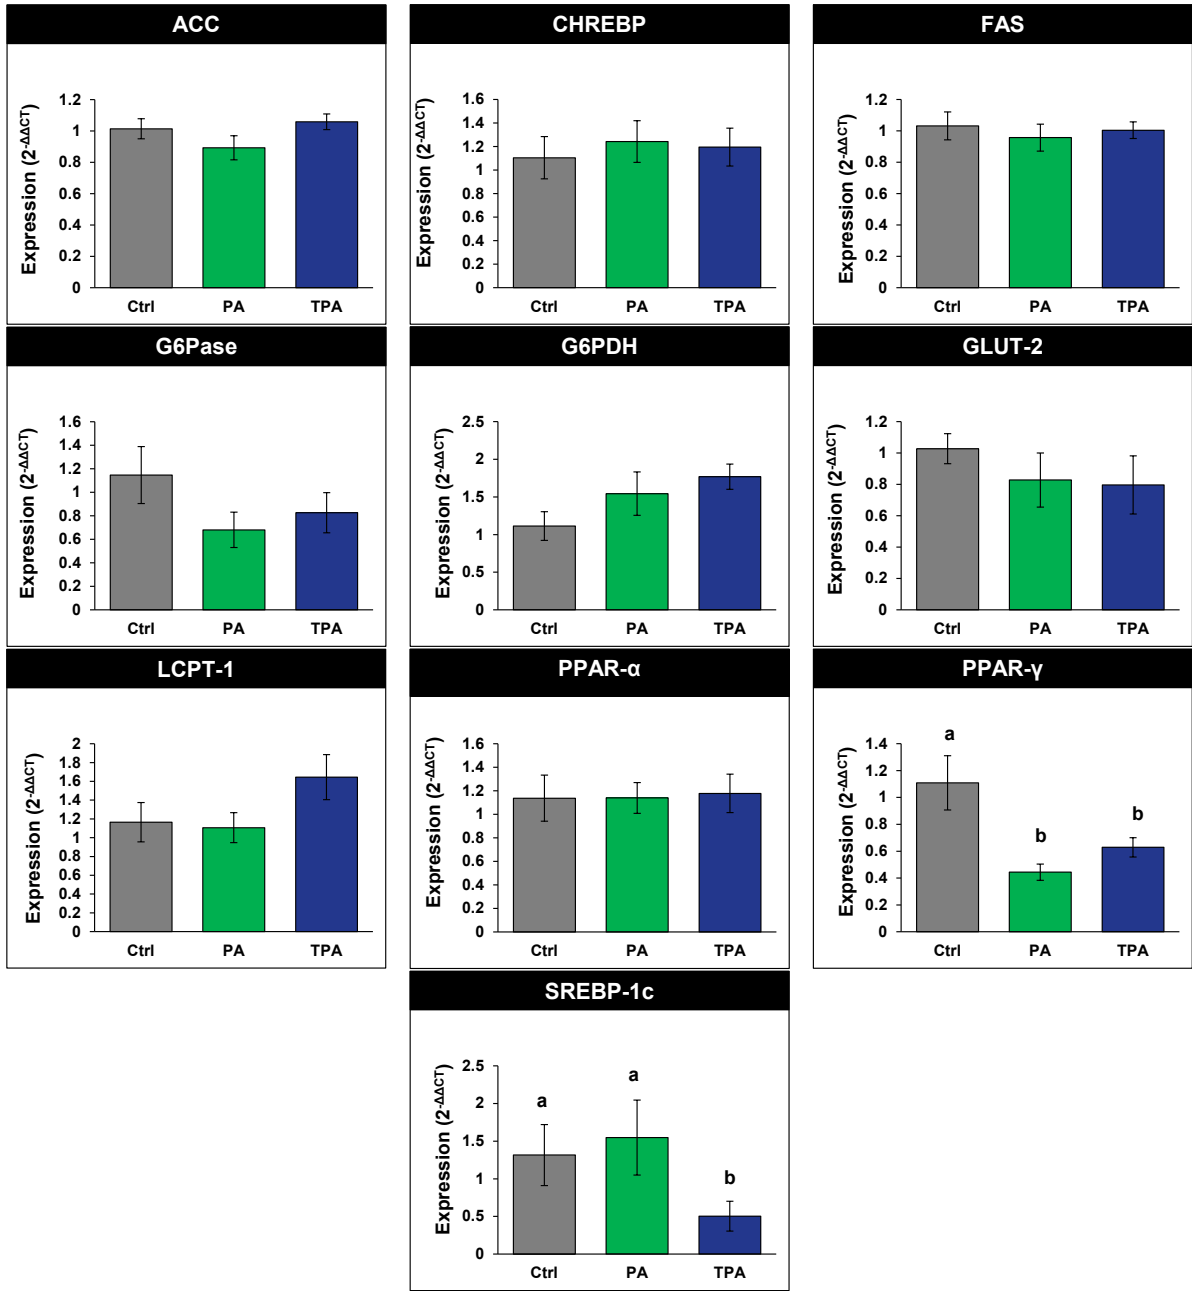 ACC
Expression (2-ΔΔCT)
1.2
1
0.8
0.6
0.4
0.2
0
Ctrl PA TPA
CHREBP
Expression (2-ΔΔCT)
1.6
1.4
1.2
1
0.8
0.6
0.4
0.2
0
Ctrl PA TPA
FAS
Expression (2-ΔΔCT)
1.2
1
0.8
0.6
0.4
0.2
0
Ctrl PA TPA
G6Pase
Expression (2-ΔΔCT)
1.6
1.4
1.2
1
0.8
0.6
0.4
0.2
0
Ctrl PA TPA
G6PDH
Expression (2-ΔΔCT)
2.5
2
1.5
1
0.5
0
Ctrl PA TPA
GLUT-2
Expression (2-ΔΔCT)
1.2
1
0.8
0.6
0.4
0.2
0
Ctrl PA TPA
LCPT-1
Expression (2-ΔΔCT)
2
1.8
1.6
1.4
1.2
1
0.8
0.6
0.4
0.2
0
Ctrl PA TPA
PPAR-α
Expression (2-ΔΔCT)
1.6
1.4
1.2
1
0.8
0.6
0.4
0.2
0
Ctrl PA TPA
PPAR-γ
Expression (2-ΔΔCT)
1.4
1.2
1
0.8
0.6
0.4
0.2
0
a
b
b
Ctrl PA TPA
SREBP-1c
Expression (2-ΔΔCT)
2.5
2
1.5
1
0.5
0
a
a
b
Ctrl PA TPA